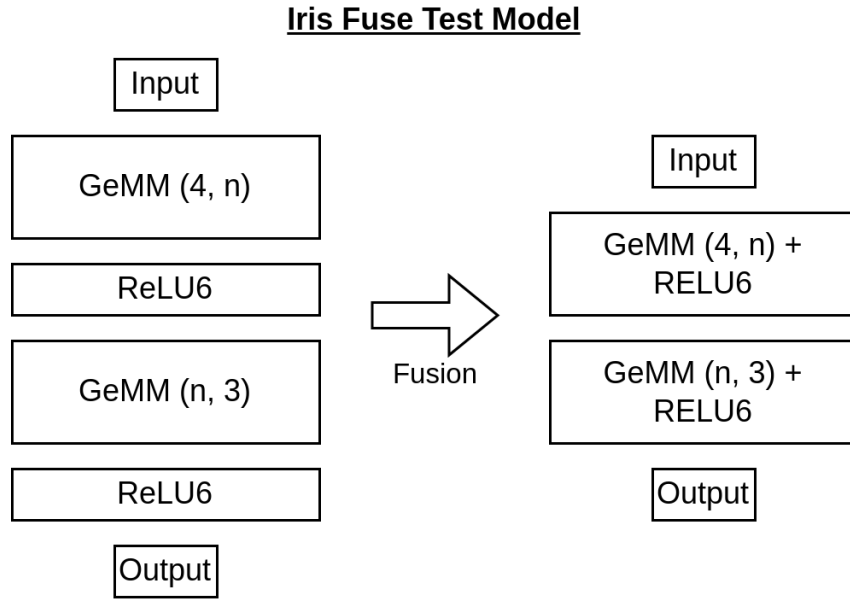 Iris Fuse Test Model
Input
GeMM (4, n)
ReLU6
GeMM (n, 3)
ReLU6
Output
Fusion
Input
GeMM (4, n) +
RELU6
GeMM (n, 3) +
RELU6
Output